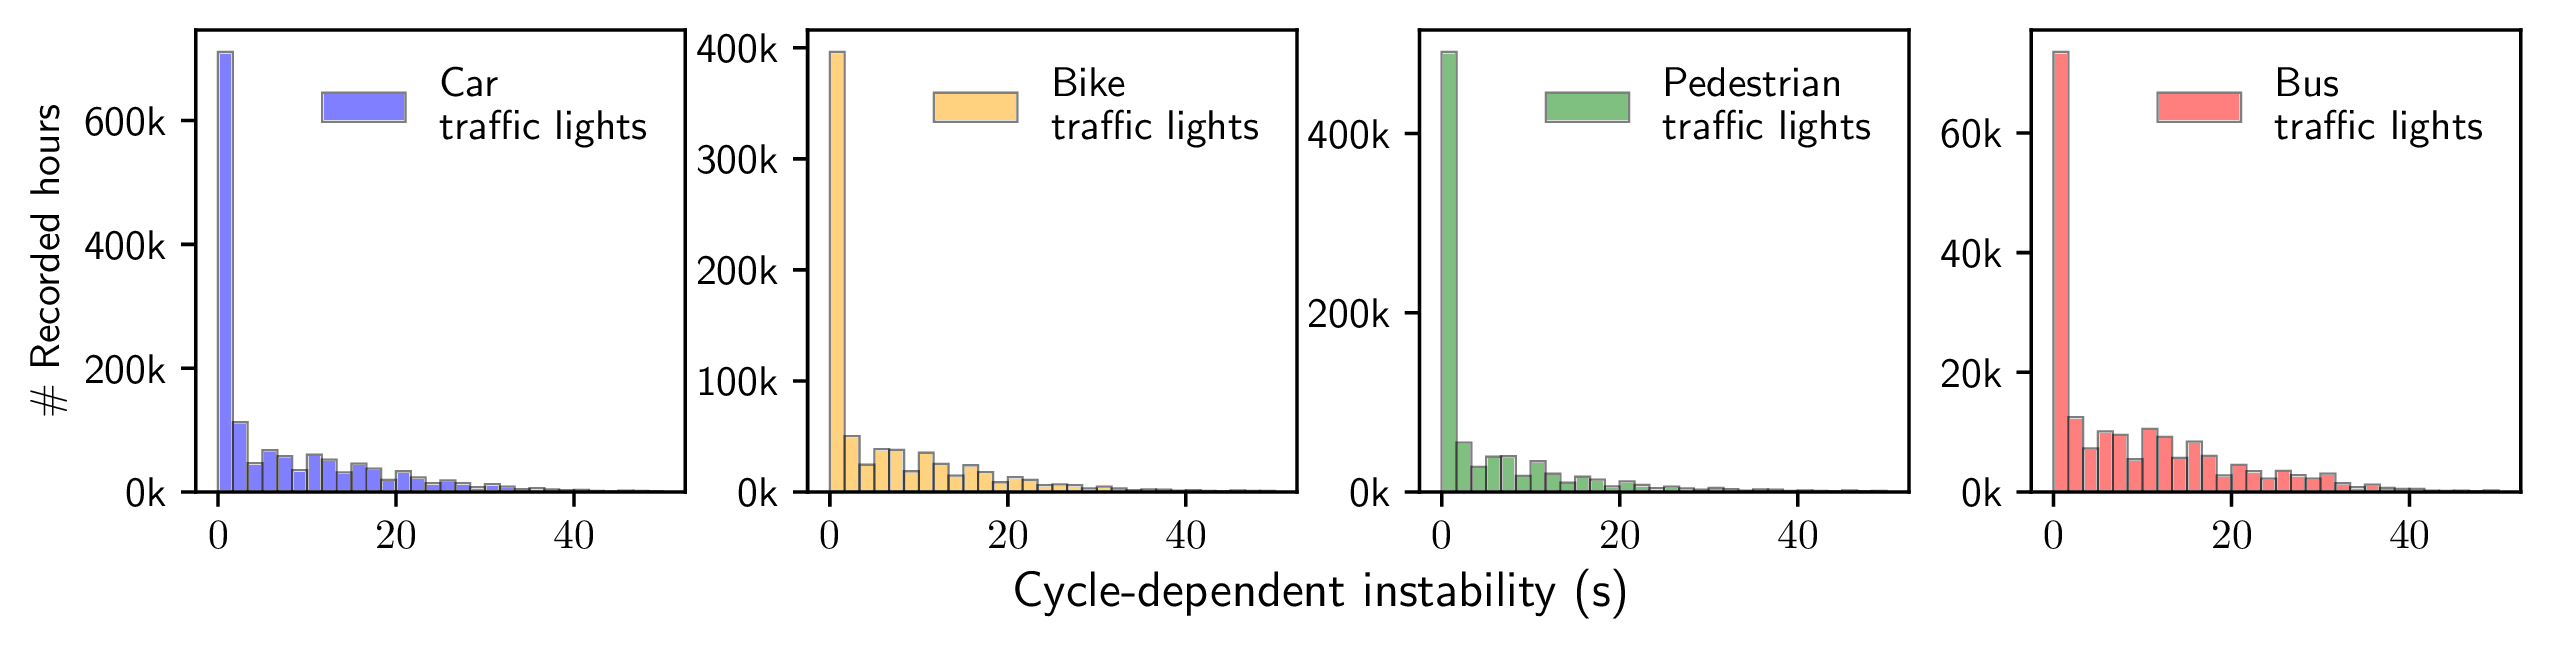 # Recorded hours
600k
400k
200k
0k
0
20
40
Car
traffic lights
400k
300k
200k
100k
0k
0
20
40
Bike
traffic lights
400k
200k
0k
0
20
40
Pedestrian
traffic lights
60k
40k
20k
0k
0
20
40
Bus
traffic lights
Cycle-dependent instability (s)